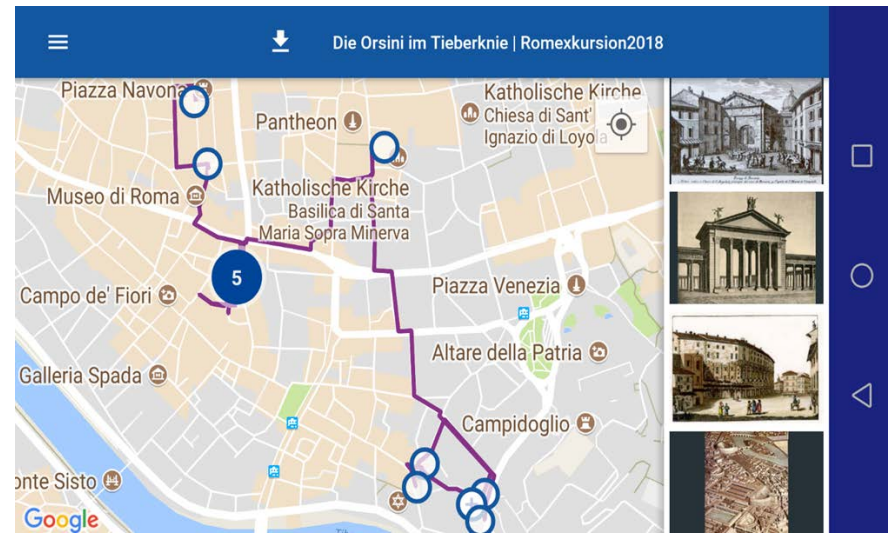 Die Orsini im Tieberknie | Romexkursion2018
Piazza Navona
Pantheon
Katholische Kirche
Chiesa di Sant'
Ignazio di Loyola
Museo di Roma
Katholische Kirche
Basilica di Santa
Maria Sopra Minerva
5
Campo de' Fiori
Piazza Venezia
Altare della Patria
Galleria Spada
Campidoglio
onte Sisto
Google